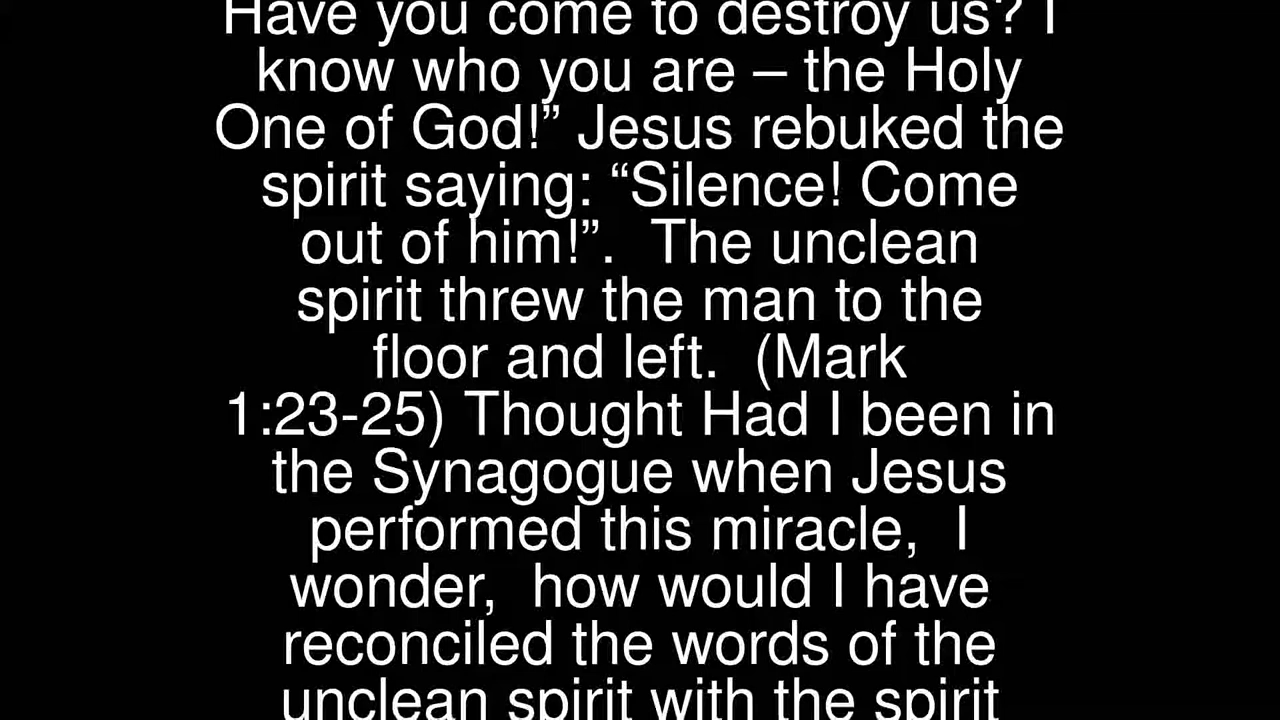 Have you come to destroy us? I
know who you are – the Holy
One of God!” Jesus rebuked the
spirit saying: “Silence! Come
out of him!”.  The unclean
spirit threw the man to the
floor and left.  (Mark
1:23-25) Thought Had I been in
the Synagogue when Jesus
performed this miracle,  I
wonder,  how would I have
reconciled the words of the
unclean spirit with the spirit